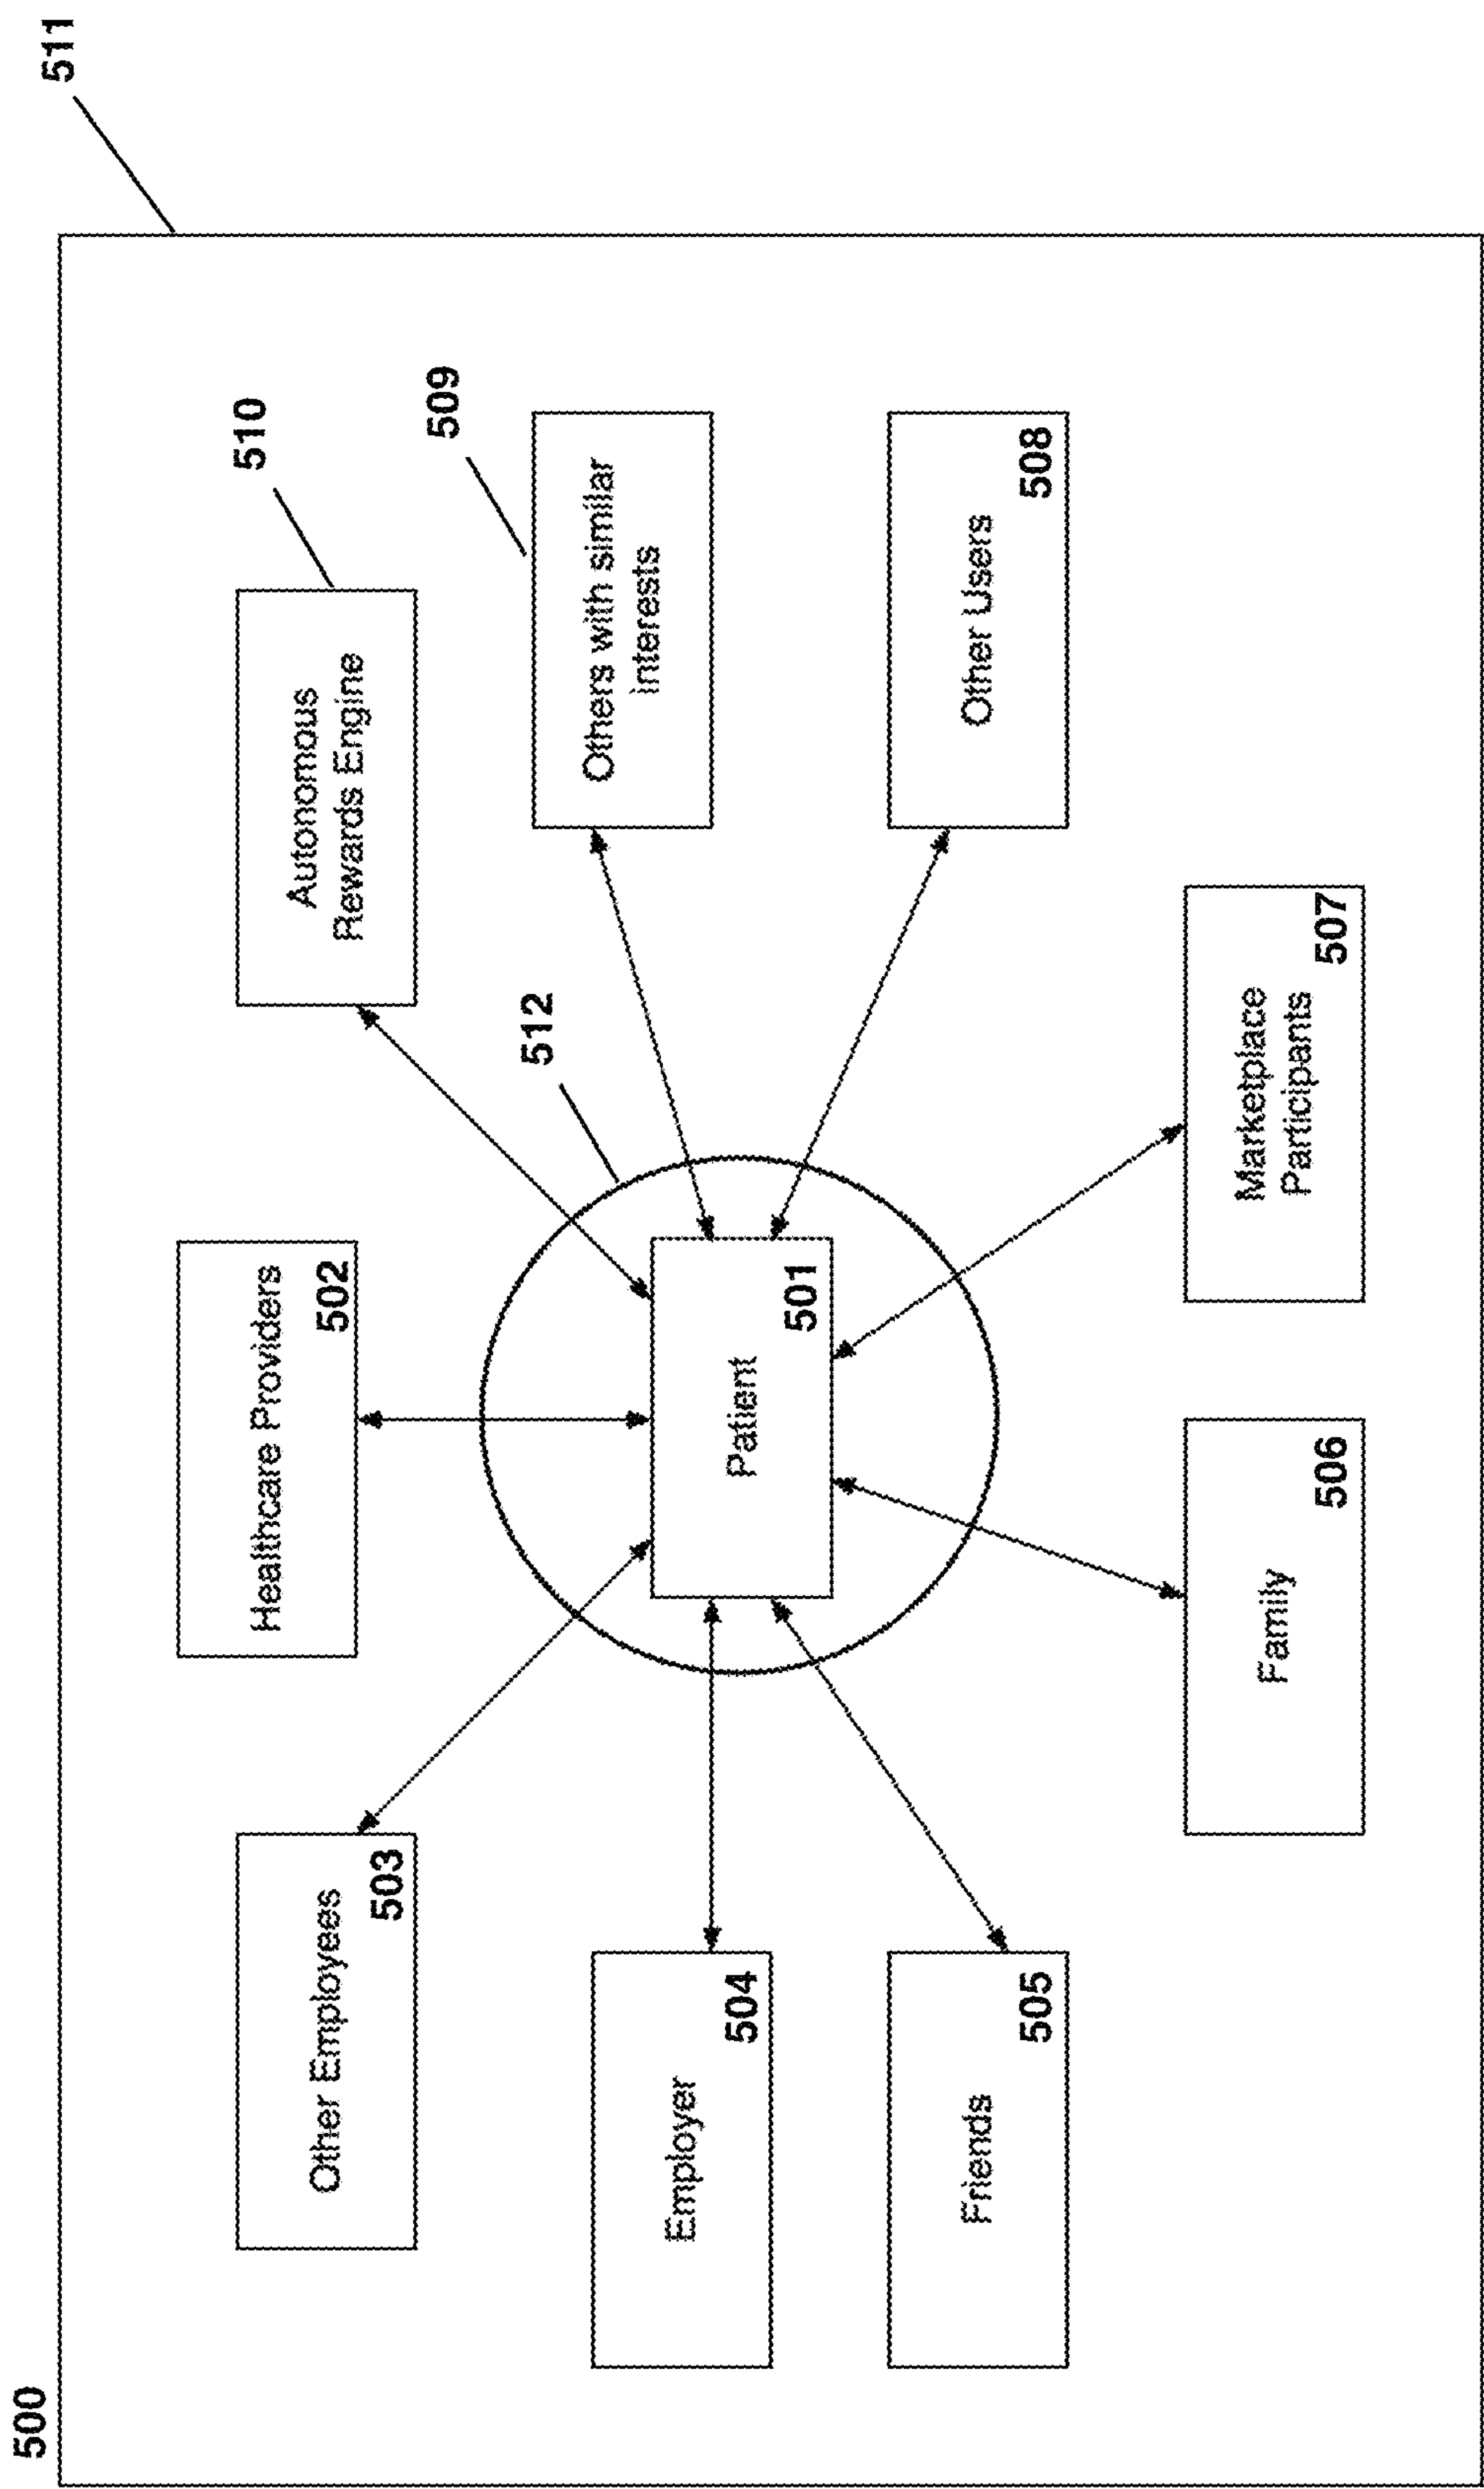 500
511
Healthcare Providers
502
Other Employees
503
Autonomous
Rewards Engine
510
509
512
Others with similar
interests
Employer
504
Patient
501
Friends
505
Other Users
508
Family
506
Marketplace
Participants
507